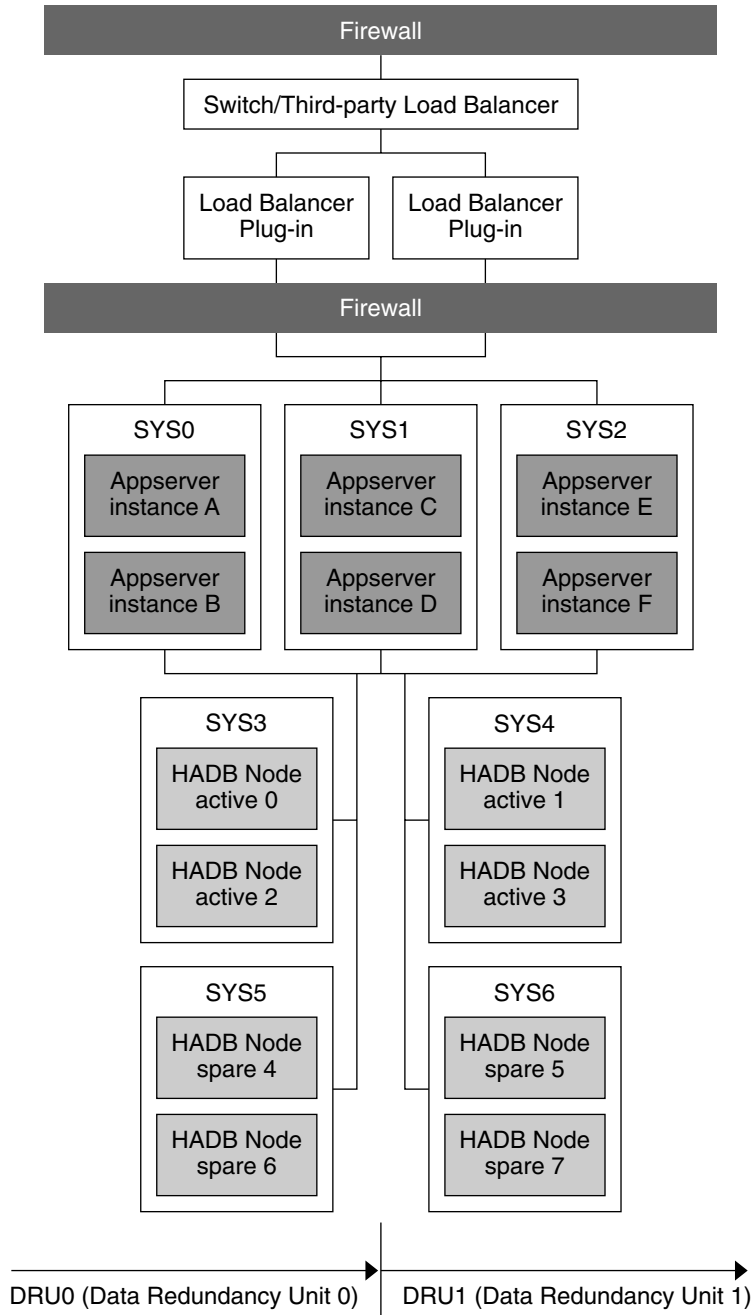 Firewall
Switch/Third-party Load Balancer
Load Balancer
Plug-in
Load Balancer
Plug-in
Firewall
SYS0
Appserver
instance A
Appserver
instance B
SYS1
Appserver
instance C
Appserver
instance D
SYS2
Appserver
instance E
Appserver
instance F
SYS3
HADB Node
active 0
HADB Node
active 2
SYS4
HADB Node
active 1
HADB Node
active 3
SYS5
HADB Node
spare 4
HADB Node
spare 6
SYS6
HADB Node
spare 5
HADB Node
spare 7
DRU0 (Data Redundancy Unit 0)
DRU1 (Data Redundancy Unit 1)